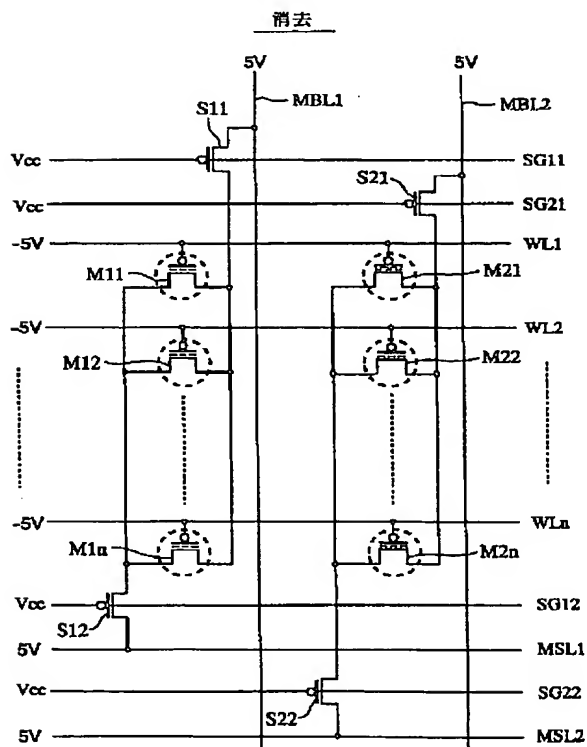 消去
5V
5V
MBL1
MBL2
S11
Vcc
SG11
S21
Vcc
SG21
-5V
WL1
M11
M21
-5V
WL2
M12
M22
-5V
WLn
M1n
M2n
Vcc
SG12
S12
5V
MSL1
Vcc
SG22
S22
5V
MSL2